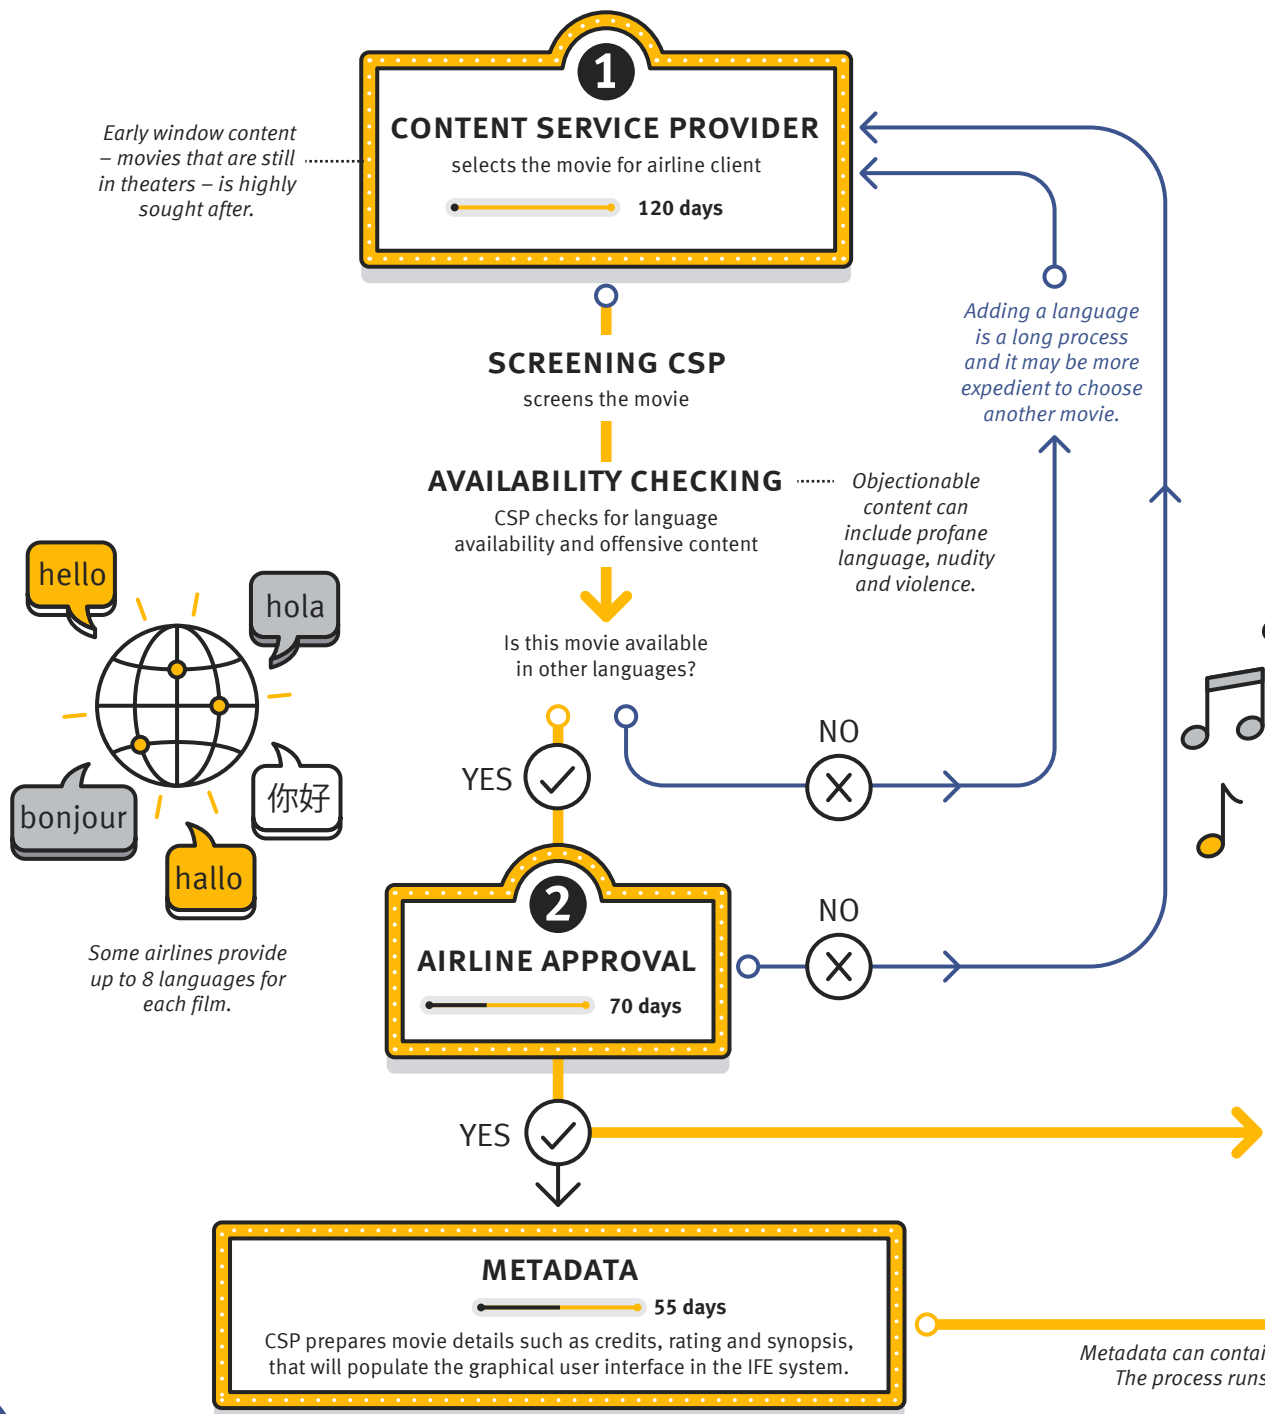 1
CONTENT SERVICE PROVIDER
selects the movie for airline client
120 days
Early window content
– movies that are still
in theaters – is highly
sought after.
SCREENING CSP
screens the movie
Adding a language
is a long process
and it may be more
expedient to choose
another movie.
AVAILABILITY CHECKING
CSP checks for language
availability and offensive content
Objectionable
content can
include profane
language, nudity
and violence.
Is this movie available
in other languages?
hello
hola
bonjour
你好
hallo
Some airlines provide
up to 8 languages for
each film.
YES
NO
2
AIRLINE APPROVAL
70 days
NO
YES
METADATA
55 days
CSP prepares movie details such as credits, rating and synopsis,
that will populate the graphical user interface in the IFE system.
Metadata can contai
The process runs